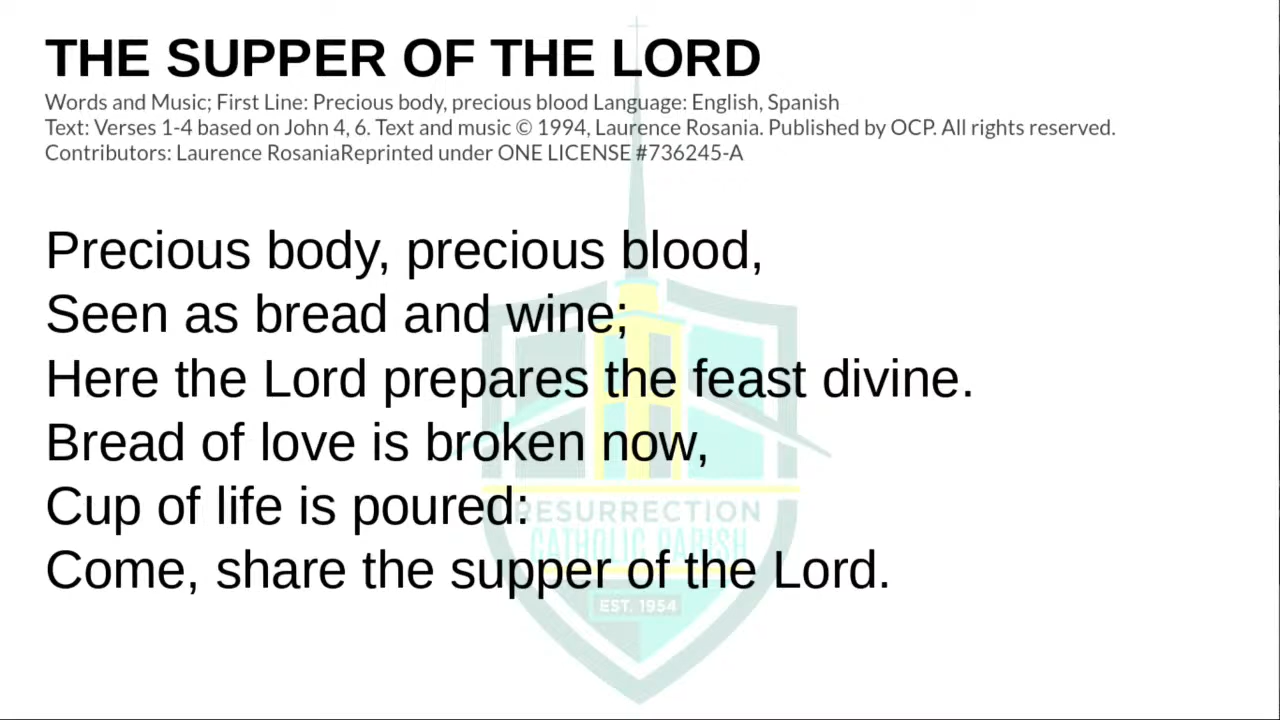 THE SUPPER OF THE LORD
Words and Music; First Line: Precious body, precious blood Language: English, Spanish
Text: Verses 1-4 based on John 4, 6. Text and music © 1994, Laurence Rosania. Published by OCP. All rights reserved.
Contributors: Laurence RosaniaReprinted under ONE LICENSE #736245-A
Precious body, precious blood,
Seen as bread and wine;
Here the Lord prepares the feast divine.
Bread of love is broken now,
Cup of life is poured:
Come, share the supper of the Lord.
RESURRECTION
CATHOLIC PARISH
EST. 1954